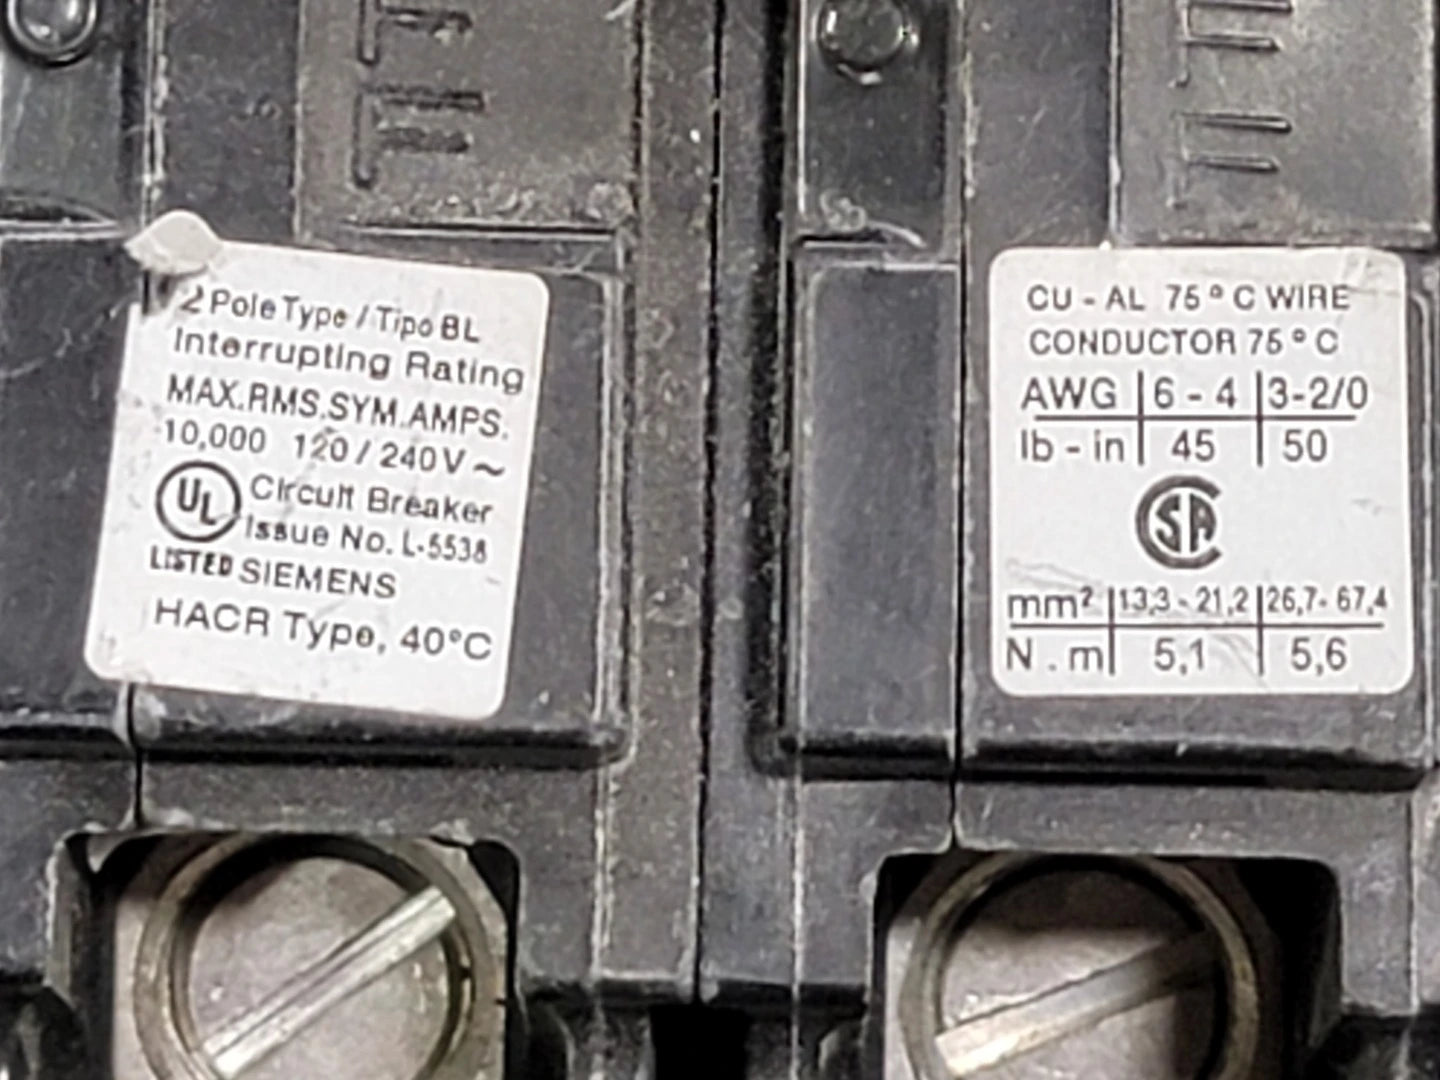 2 Pole Type / Tipo BL
Interrupting Rating
MAX.RMS.SYM.AMPS.
10,000 120 / 240V ~
UL Circuit Breaker
Issue No. L-5538
LISTED SIEMENS
HACR Type, 40°C
CU - AL 75°C WIRE
CONDUCTOR 75°C
AWG 6 - 4 3-2/0
lb - in 45 50
SA
mm² 13,3 - 21,2 26,7- 67,4
N . m 5,1 5,6